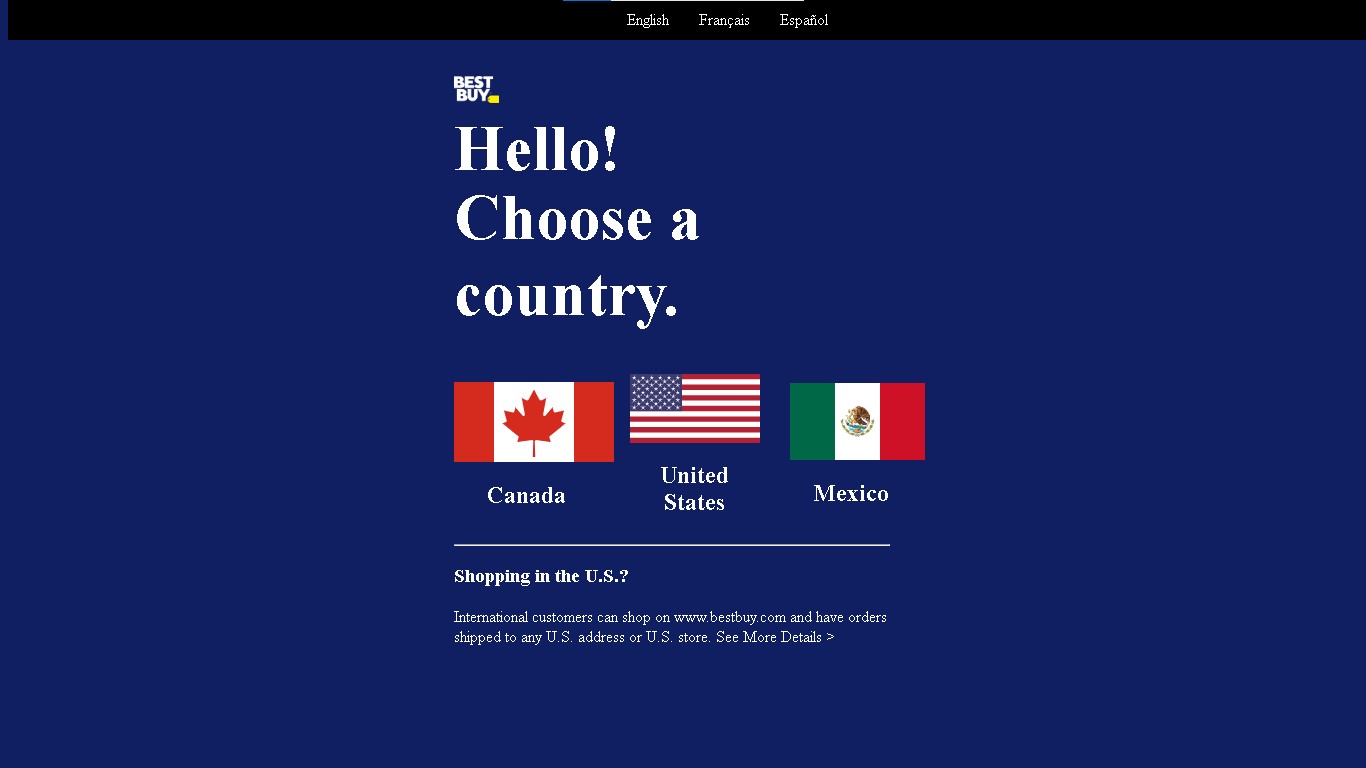 English Français Español
BEST
BUY
Hello!
Choose a
country.
Canada
United
States
Mexico
Shopping in the U.S.?
International customers can shop on www.bestbuy.com and have orders
shipped to any U.S. address or U.S. store. See More Details >